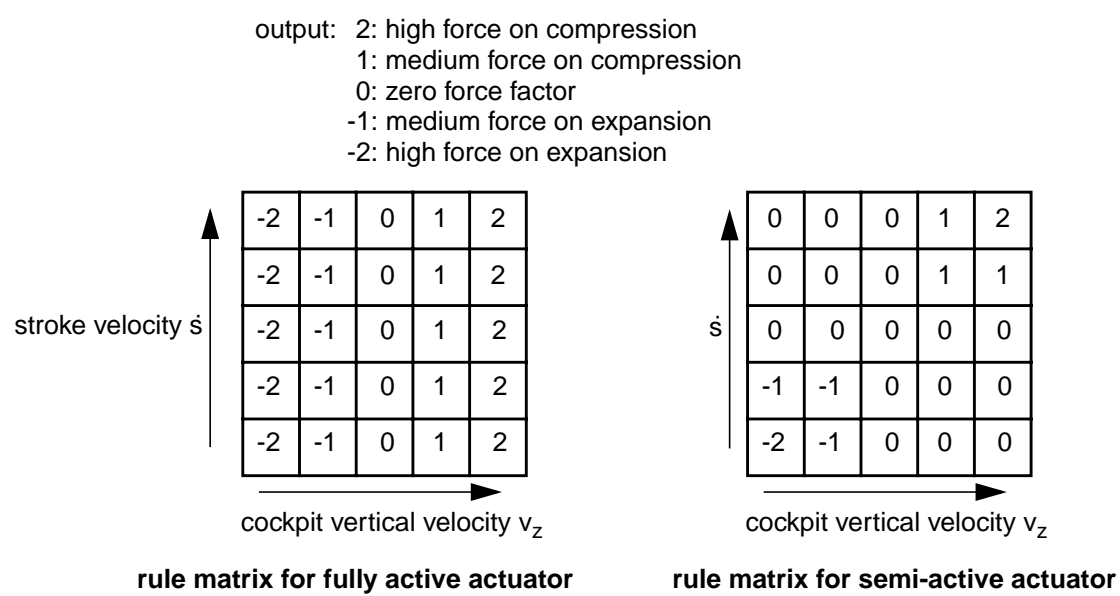 output: 2: high force on compression
1: medium force on compression
0: zero force factor
-1: medium force on expansion
-2: high force on expansion
stroke velocity ṡ
-2 -1 0 1 2
-2 -1 0 1 2
-2 -1 0 1 2
-2 -1 0 1 2
-2 -1 0 1 2
cockpit vertical velocity vz
rule matrix for fully active actuator
ṡ
0 0 0 1 2
0 0 0 1 1
0 0 0 0 0
-1 -1 0 0 0
-2 -1 0 0 0
cockpit vertical velocity vz
rule matrix for semi-active actuator